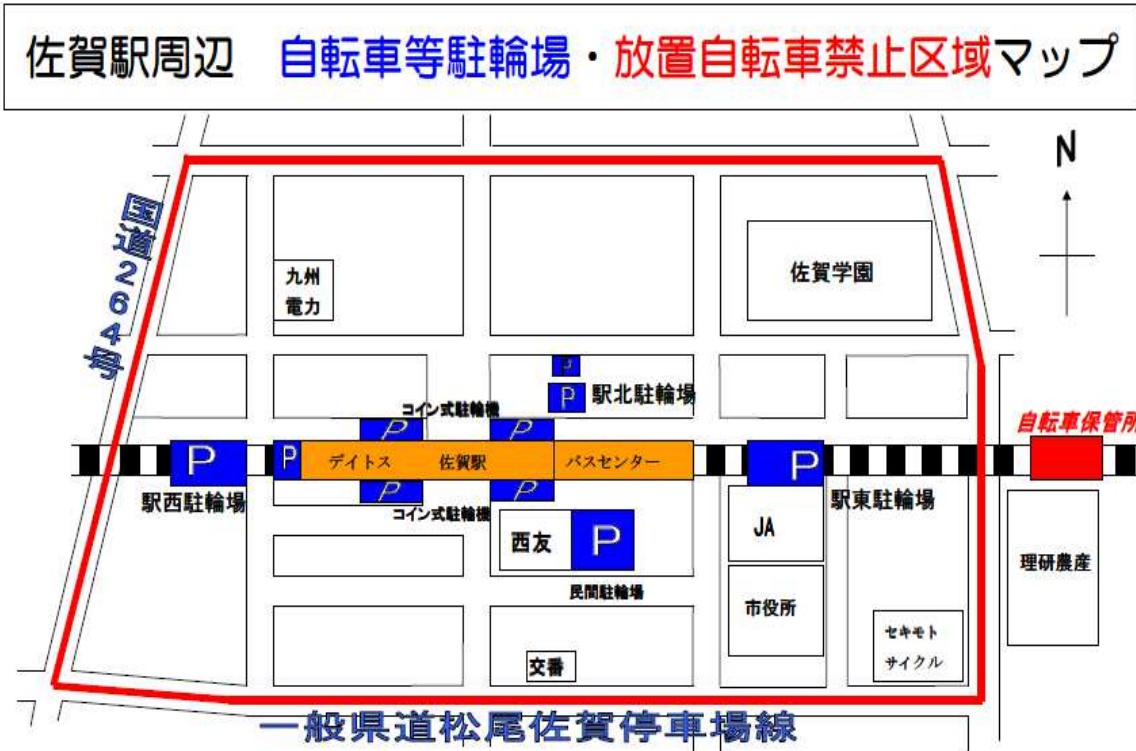 佐賀駅周辺　自転車等駐輪場・放置自転車禁止区域マップ
N
国道264号
九州
電力
佐賀学園
P
P
駅北駐輪場
コイン式駐輪機
P
P
自転車保管所
P
P
デイトス
佐賀駅
バスセンター
P
駅西駐輪場
P
P
駅東駐輪場
コイン式駐輪機
西友
P
JA
理研農産
民間駐輪場
市役所
セキモト
サイクル
交番
一般県道松尾佐賀停車場線